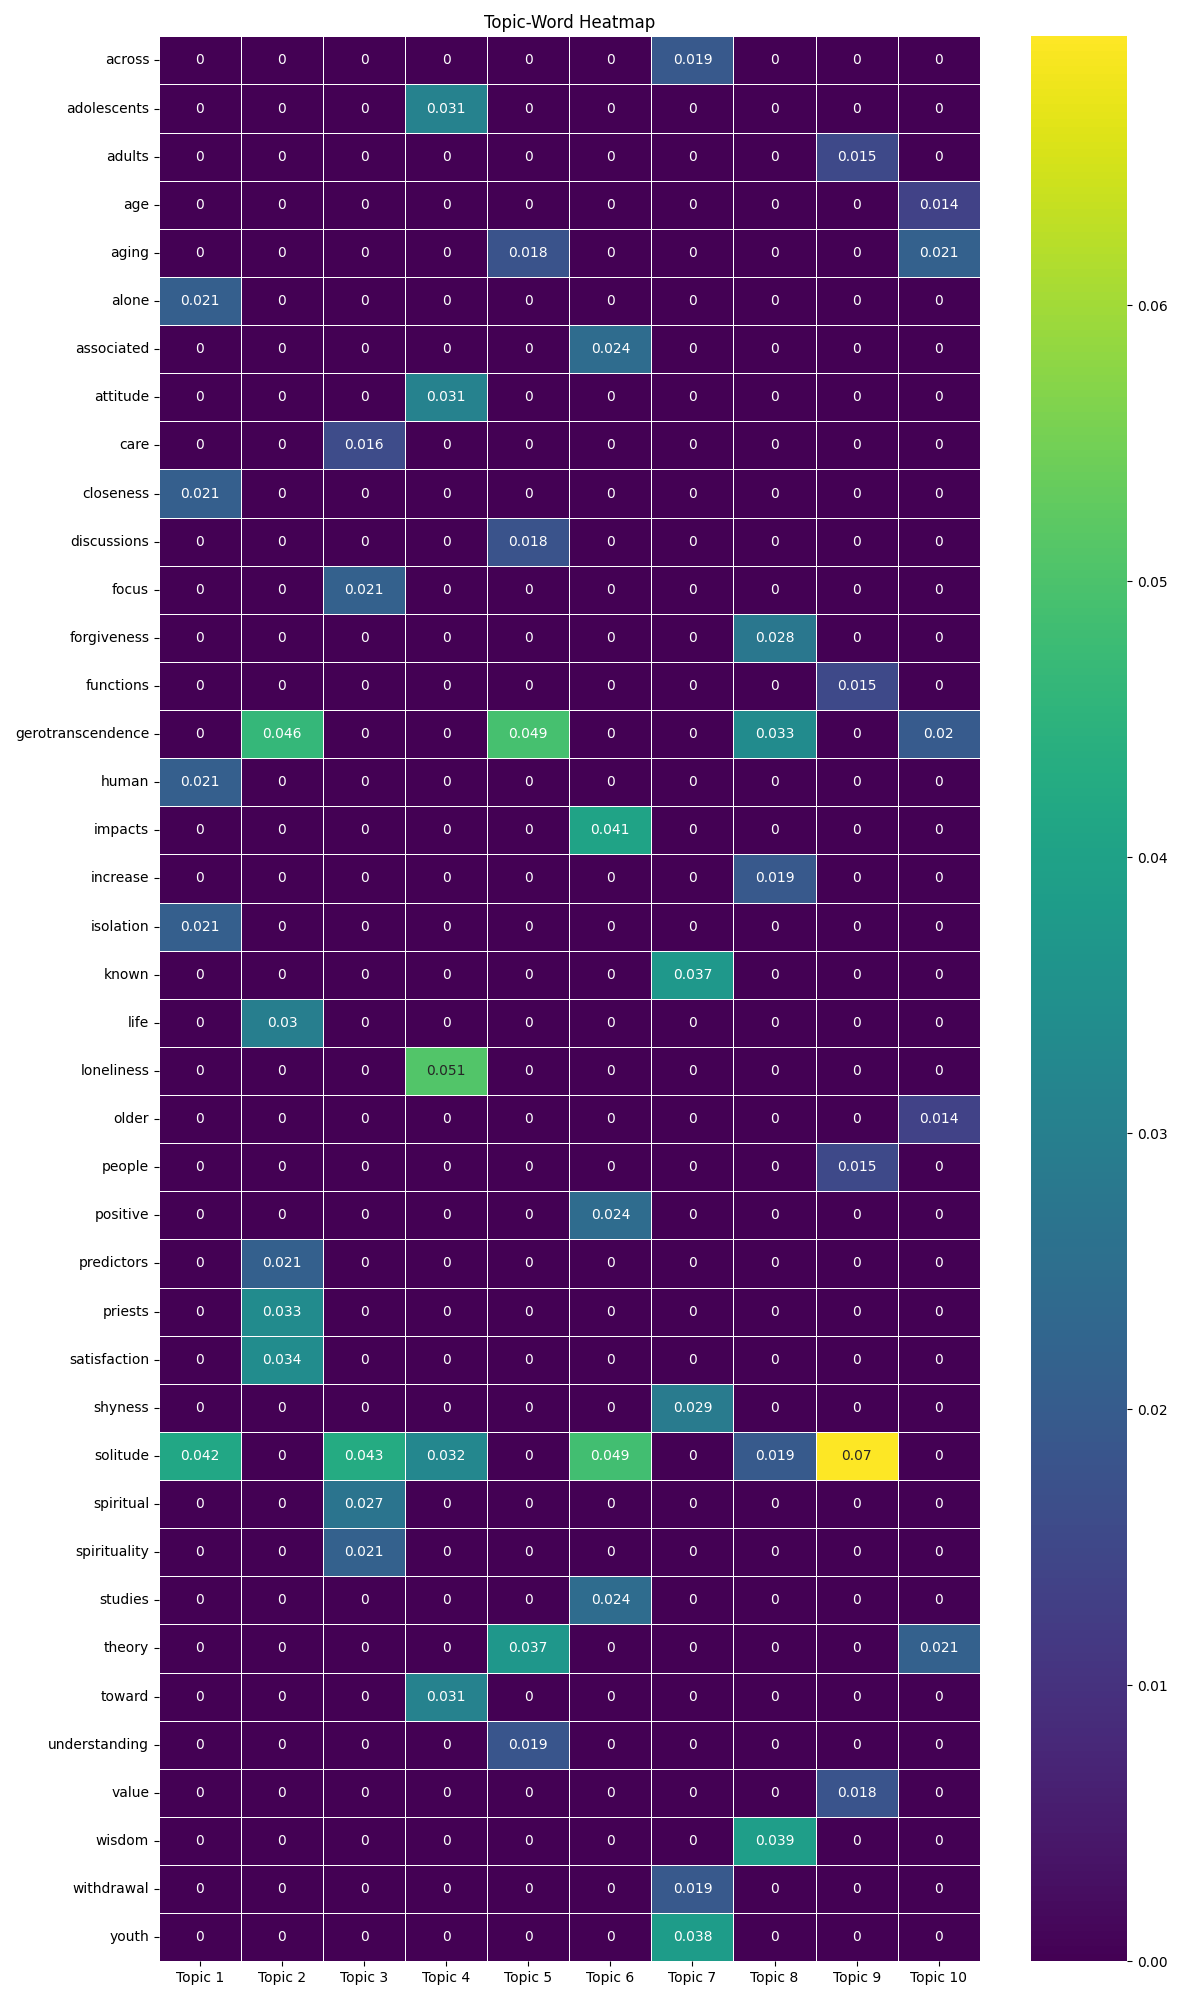 Topic-Word Heatmap
across 0 0 0 0 0 0 0.019 0 0 0
adolescents 0 0 0 0.031 0 0 0 0 0 0
adults 0 0 0 0 0 0 0 0 0.015 0
age 0 0 0 0 0 0 0 0 0 0.014
aging 0 0 0 0 0.018 0 0 0 0 0.021
alone 0.021 0 0 0 0 0 0 0 0 0
associated 0 0 0 0 0 0.024 0 0 0 0
attitude 0 0 0 0.031 0 0 0 0 0 0
care 0 0 0.016 0 0 0 0 0 0 0
closeness 0.021 0 0 0 0 0 0 0 0 0
discussions 0 0 0 0 0.018 0 0 0 0 0
focus 0 0 0.021 0 0 0 0 0 0 0
forgiveness 0 0 0 0 0 0 0 0.028 0 0
functions 0 0 0 0 0 0 0 0 0.015 0
gerotranscendence 0 0.046 0 0 0.049 0 0 0.033 0 0.02
human 0.021 0 0 0 0 0 0 0 0 0
impacts 0 0 0 0 0 0.041 0 0 0 0
increase 0 0 0 0 0 0 0 0.019 0 0
isolation 0.021 0 0 0 0 0 0 0 0 0
known 0 0 0 0 0 0 0.037 0 0 0
life 0 0.03 0 0 0 0 0 0 0 0
loneliness 0 0 0 0.051 0 0 0 0 0 0
older 0 0 0 0 0 0 0 0 0 0.014
people 0 0 0 0 0 0 0 0 0.015 0
positive 0 0 0 0 0 0.024 0 0 0 0
predictors 0 0.021 0 0 0 0 0 0 0 0
priests 0 0.033 0 0 0 0 0 0 0 0
satisfaction 0 0.034 0 0 0 0 0 0 0 0
shyness 0 0 0 0 0 0 0.029 0 0 0
solitude 0.042 0 0.043 0.032 0 0.049 0 0.019 0.07 0
spiritual 0 0 0.027 0 0 0 0 0 0 0
spirituality 0 0 0.021 0 0 0 0 0 0 0
studies 0 0 0 0 0 0.024 0 0 0 0
theory 0 0 0 0 0.037 0 0 0 0 0.021
toward 0 0 0 0.031 0 0 0 0 0 0
understanding 0 0 0 0 0.019 0 0 0 0 0
value 0 0 0 0 0 0 0 0 0.018 0
wisdom 0 0 0 0 0 0 0 0.039 0 0
withdrawal 0 0 0 0 0 0 0.019 0 0 0
youth 0 0 0 0 0 0 0.038 0 0 0
Topic 1 Topic 2 Topic 3 Topic 4 Topic 5 Topic 6 Topic 7 Topic 8 Topic 9 Topic 10
0.06
0.05
0.04
0.03
0.02
0.01
0.00